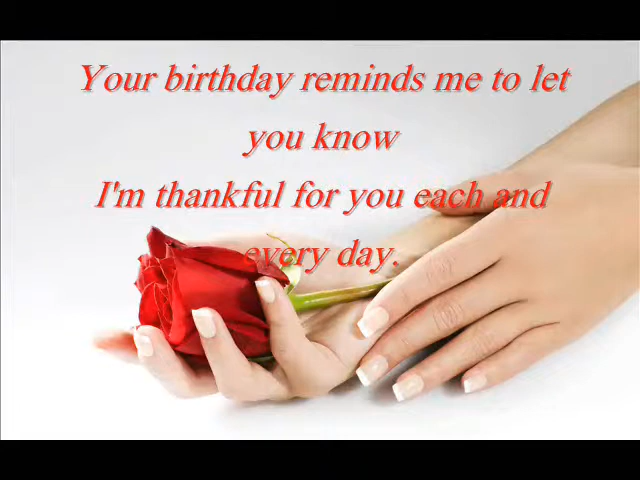 Your birthday reminds me to let
you know
I'm thankful for you each and
every day.